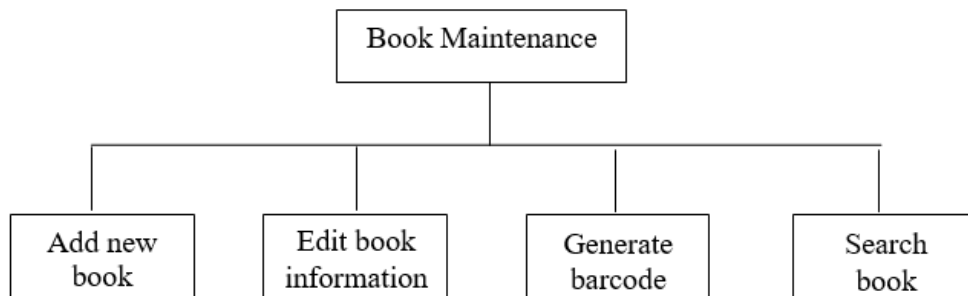 Book Maintenance
Add new
book
Edit book
information
Generate
barcode
Search
book